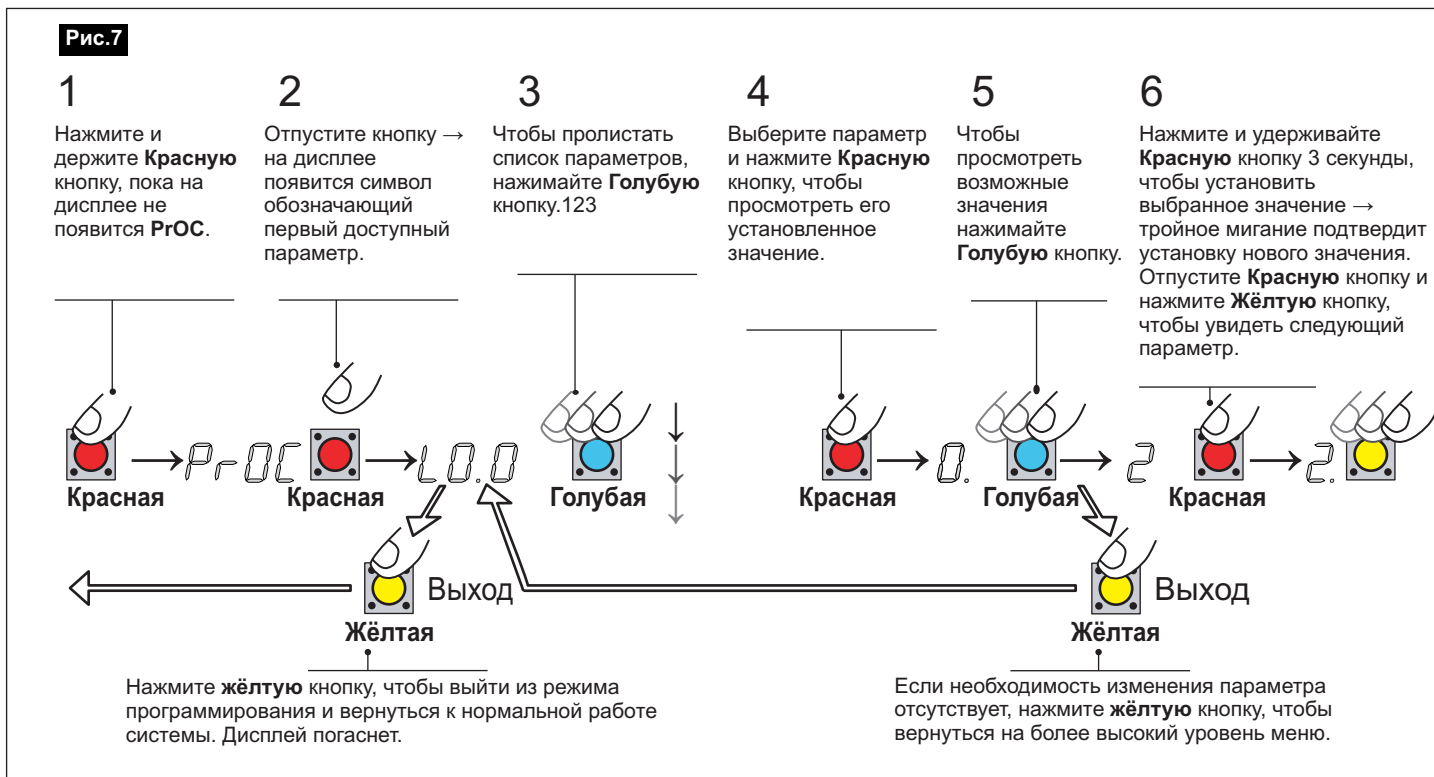 Рис.7
1
Нажмите и
держите Красную
кнопку, пока на
дисплее не
появится PrOC.
2
Отпустите кнопку →
на дисплее
появится символ
обозначающий
первый доступный
параметр.
3
Чтобы пролистать
список параметров,
нажимайте Голубую
кнопку.123
4
Выберите параметр
и нажмите Красную
кнопку, чтобы
просмотреть его
установленное
значение.
5
Чтобы
просмотреть
возможные
значения
нажимайте
Голубую кнопку.
6
Нажмите и удерживайте
Красную кнопку 3 секунды,
чтобы установить
выбранное значение →
тройное мигание подтвердит
установку нового значения.
Отпустите Красную кнопку и
нажмите Жёлтую кнопку,
чтобы увидеть следующий
параметр.
PrOC
L0.0
0.
2
2.
Красная
Красная
Голубая
Красная
Голубая
Красная
Выход
Жёлтая
Выход
Жёлтая
Нажмите жёлтую кнопку, чтобы выйти из режима
программирования и вернуться к нормальной работе
системы. Дисплей погаснет.
Если необходимость изменения параметра
отсутствует, нажмите жёлтую кнопку, чтобы
вернуться на более высокий уровень меню.